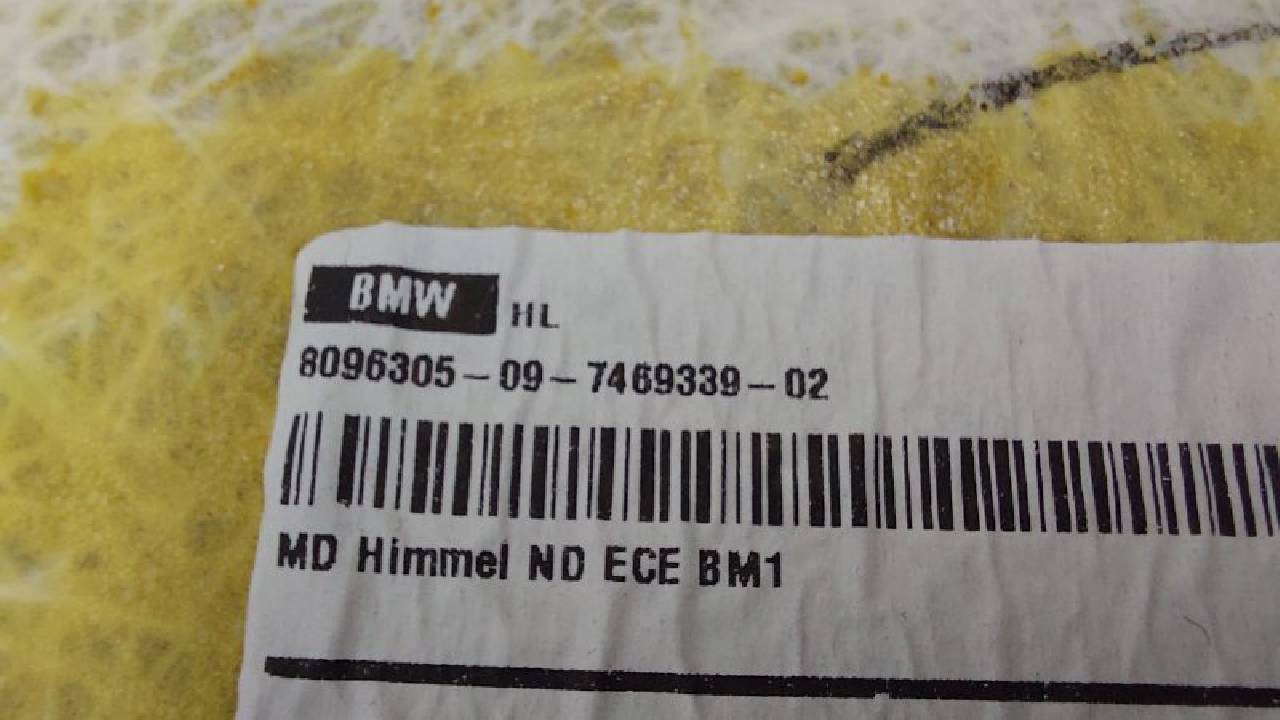 BMW HL
8096305-09-7469339-02
MD Himmel ND ECE BM1